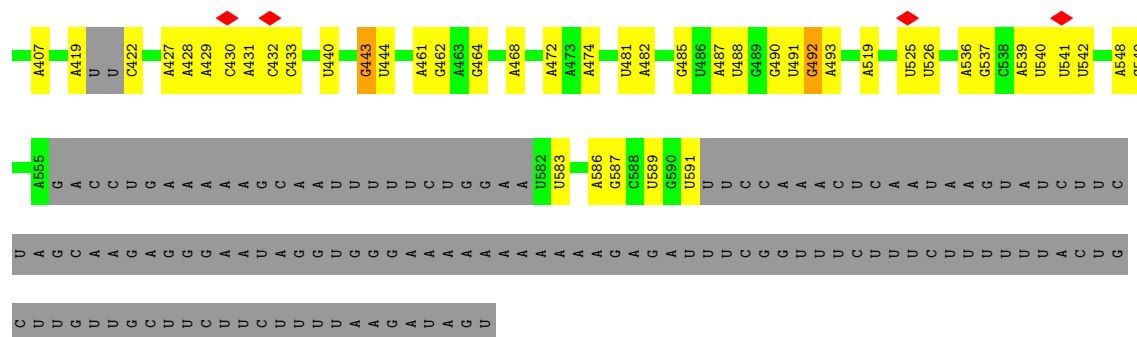 A407 A419 U U C422 A427 A428 A429 C430 A431 C432 C433 U440 G443 U444 A461 G462 A463 G464 A468 A472 A473 A474 U481 A482 G485 U486 A487 U488 G489 G490 U491 G492 A493 A519 U525 U526 A536 G537 C538 A539 U540 U541 U542 A548
A555 G A C C U G A A A A A G C A A U U U U U C U G G A A U582 U583 A586 G587 C588 U589 G590 U591 U U C C A A A C U C A A U A A G U A U C U U C
U A G C A A G A G G G A A U A G G U G G G A A A A A A A A A A A G A G A U U U C G G U U U C U U U C U U U U U U A C U G
C U U G U U G C U U C U U C U U U U A A G A U A G U